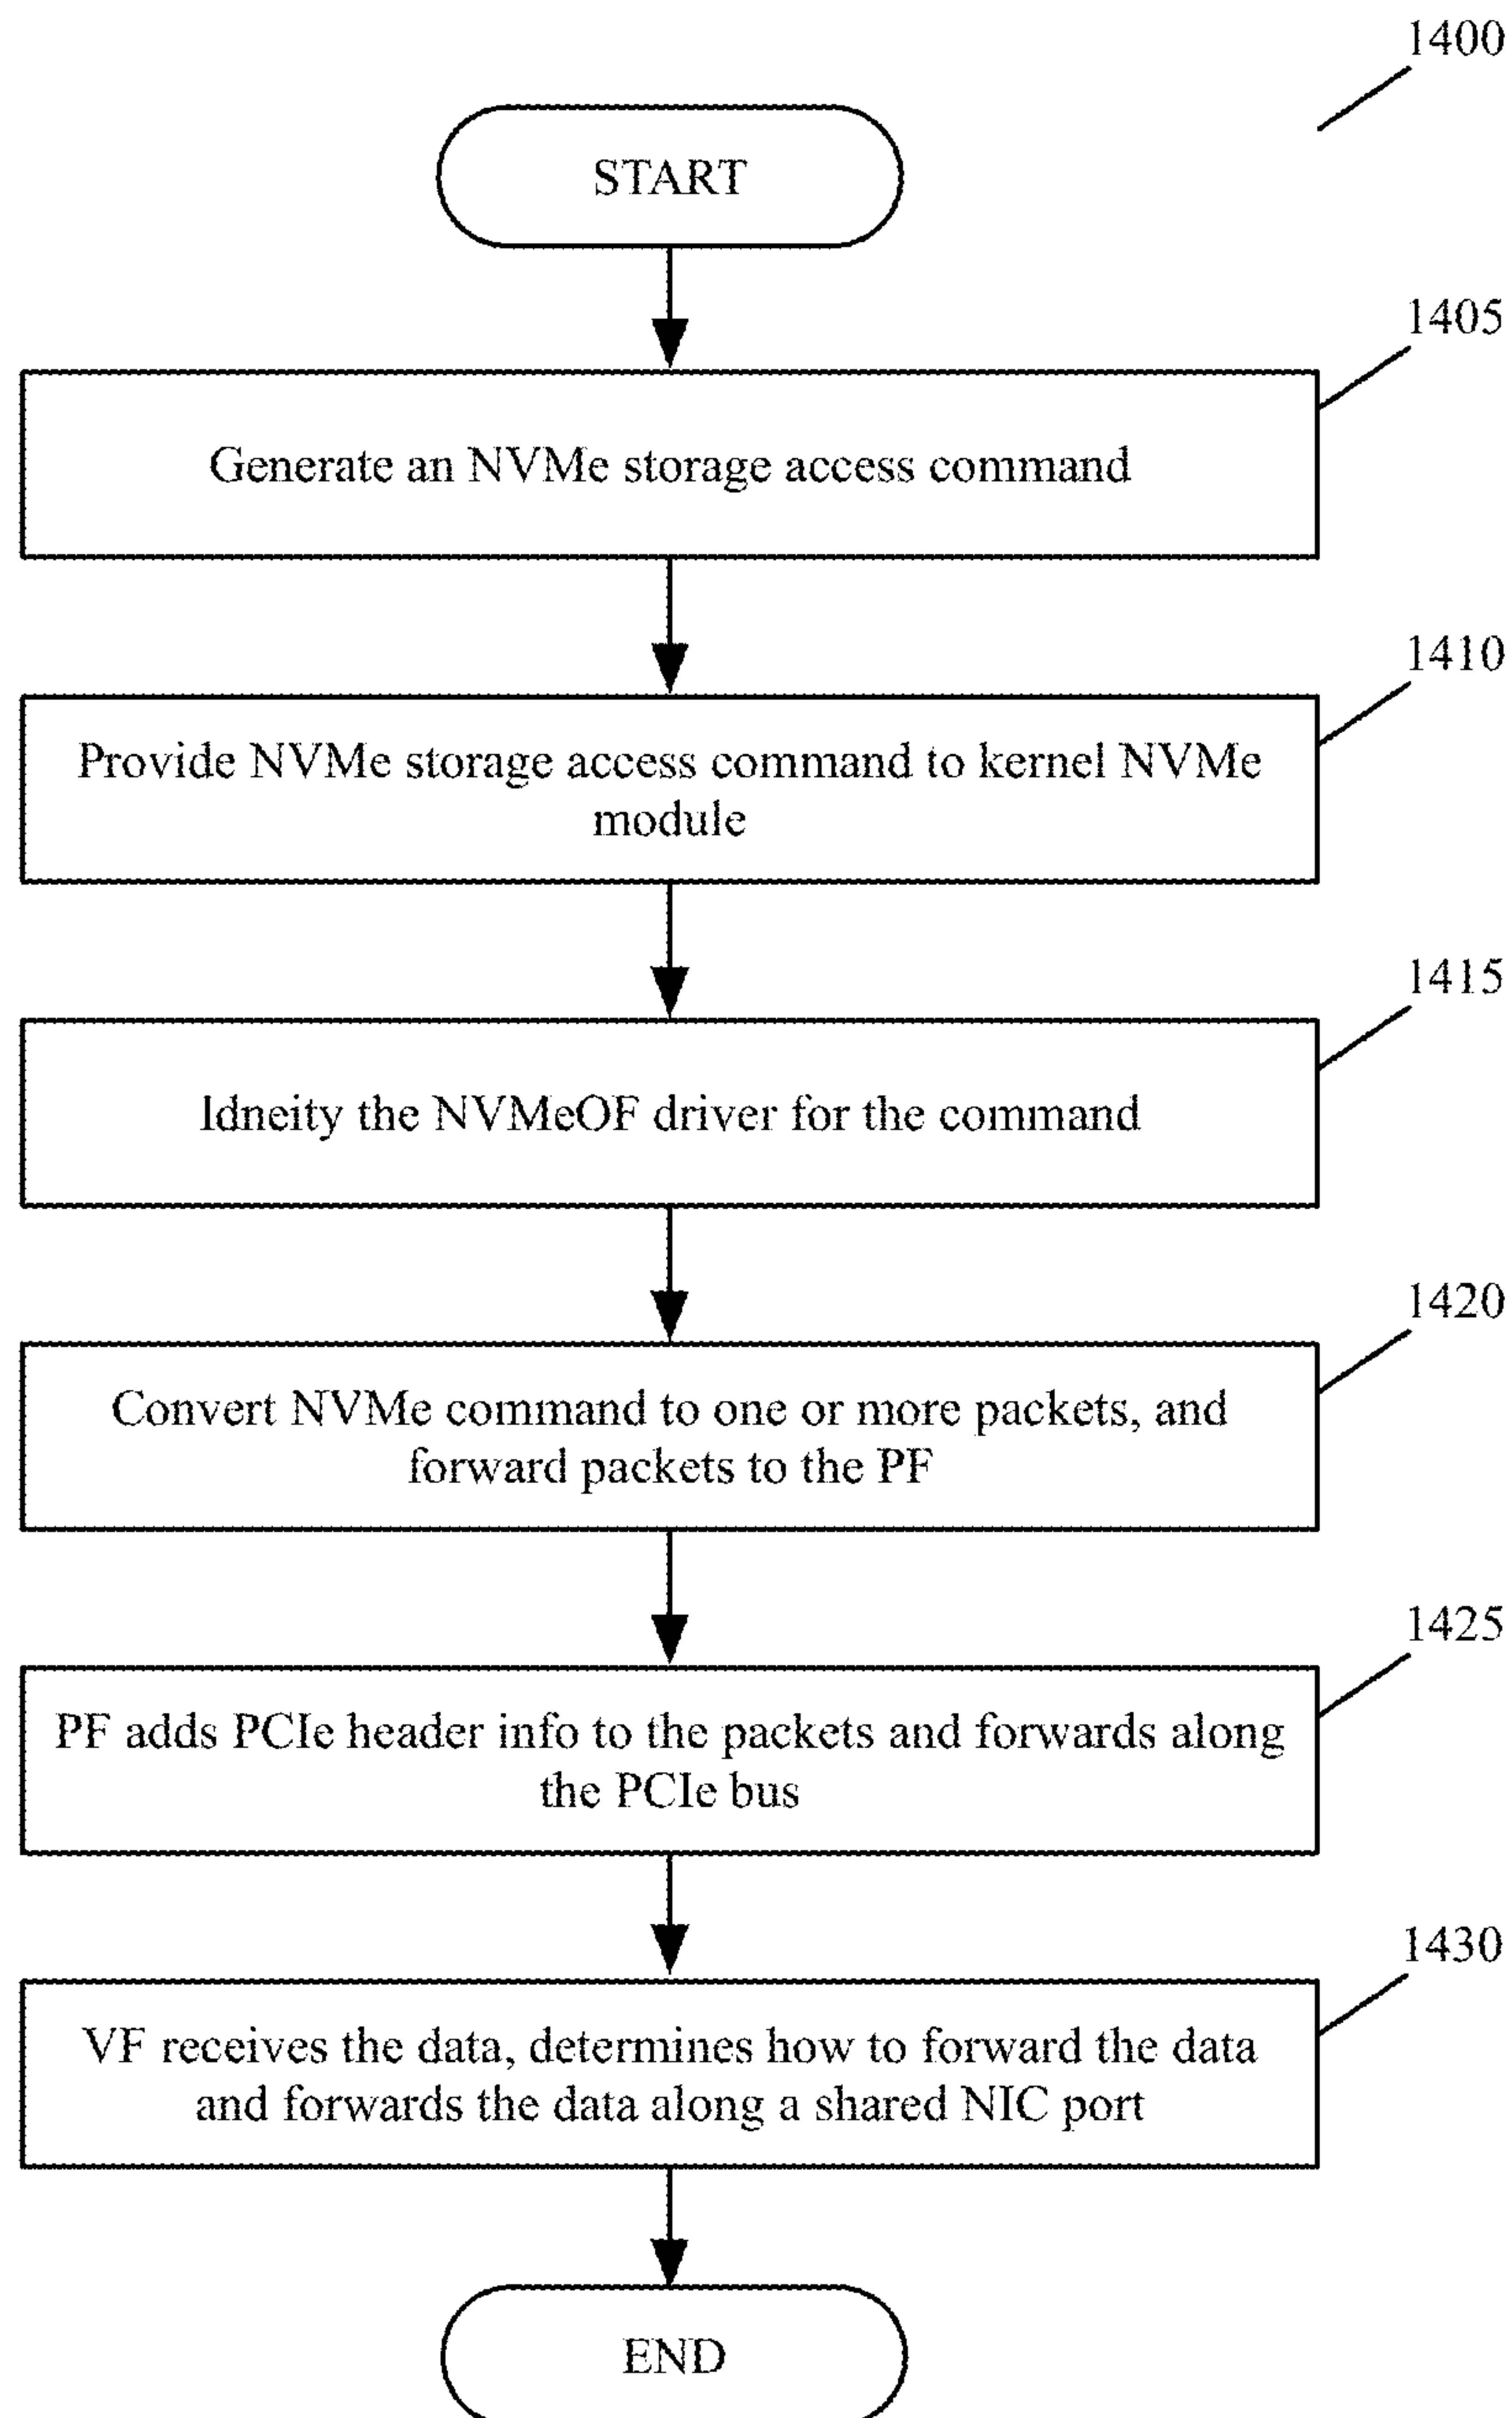 1400
START
1405
Generate an NVMe storage access command
1410
Provide NVMe storage access command to kernel NVMe
module
1415
Idneity the NVMeOF driver for the command
1420
Convert NVMe command to one or more packets, and
forward packets to the PF
1425
PF adds PCIe header info to the packets and forwards along
the PCIe bus
1430
VF receives the data, determines how to forward the data
and forwards the data along a shared NIC port
END